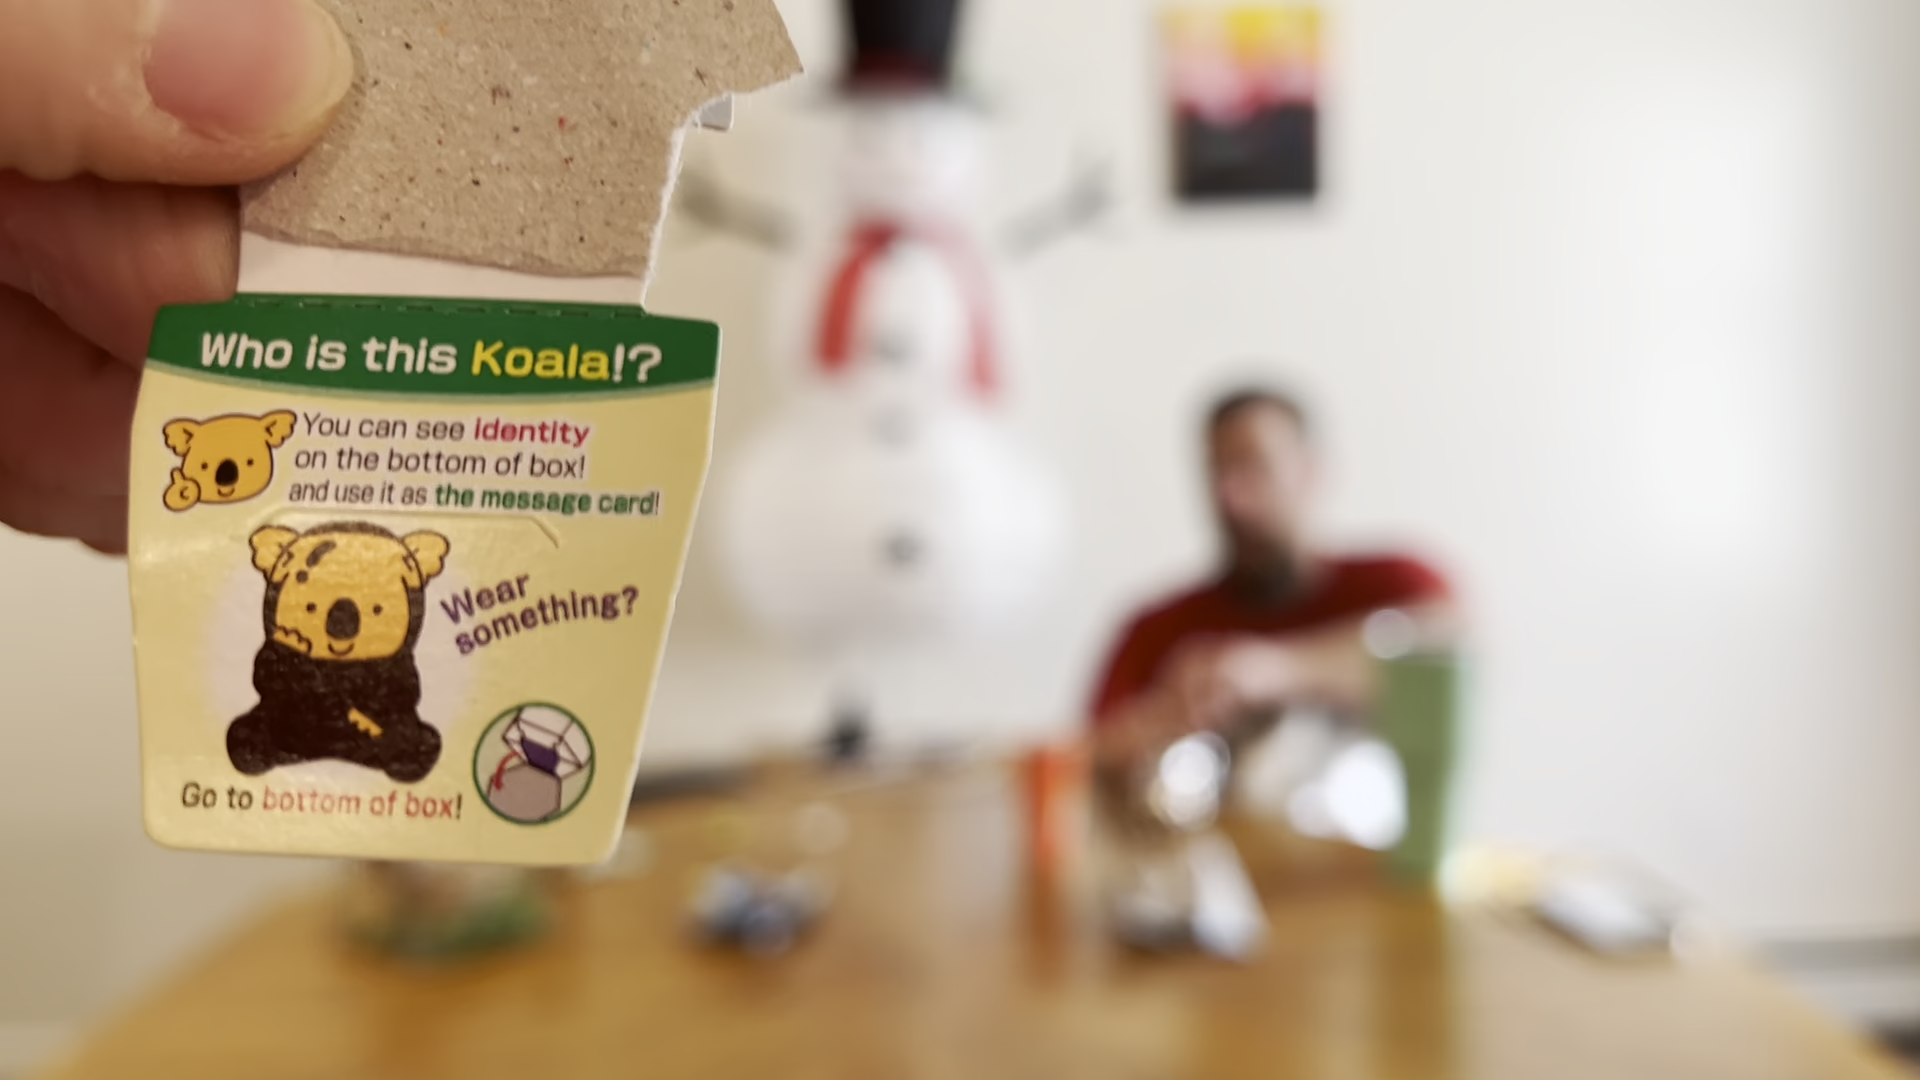 Who is this Koala!?
You can see identity
on the bottom of box!
and use it as the message card!
Wear
something?
Go to bottom of box!